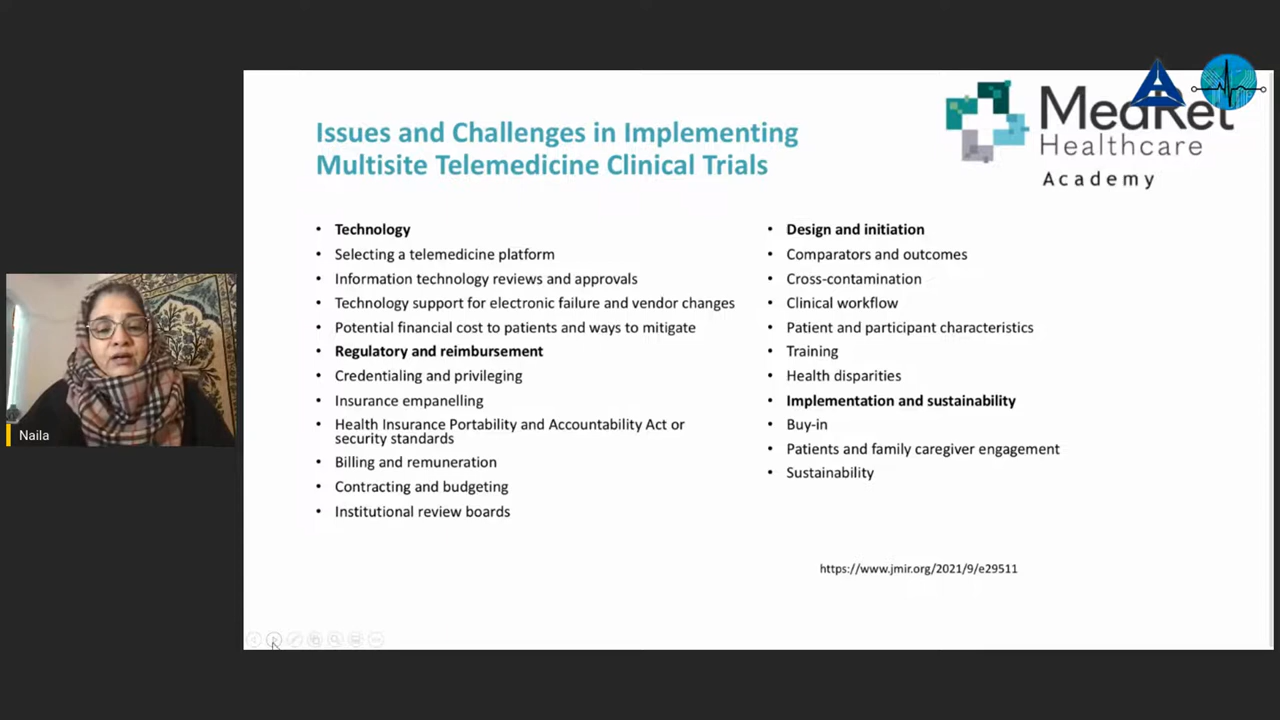 Issues and Challenges in Implementing
Multisite Telemedicine Clinical Trials
MedRet
Healthcare
Academy
• Technology
• Selecting a telemedicine platform
• Information technology reviews and approvals
• Technology support for electronic failure and vendor changes
• Potential financial cost to patients and ways to mitigate
• Regulatory and reimbursement
• Credentialing and privileging
• Insurance empanelling
• Health Insurance Portability and Accountability Act or
security standards
• Billing and remuneration
• Contracting and budgeting
• Institutional review boards
• Design and initiation
• Comparators and outcomes
• Cross-contamination
• Clinical workflow
• Patient and participant characteristics
• Training
• Health disparities
• Implementation and sustainability
• Buy-in
• Patients and family caregiver engagement
• Sustainability
https://www.jmir.org/2021/9/e29511
Naila